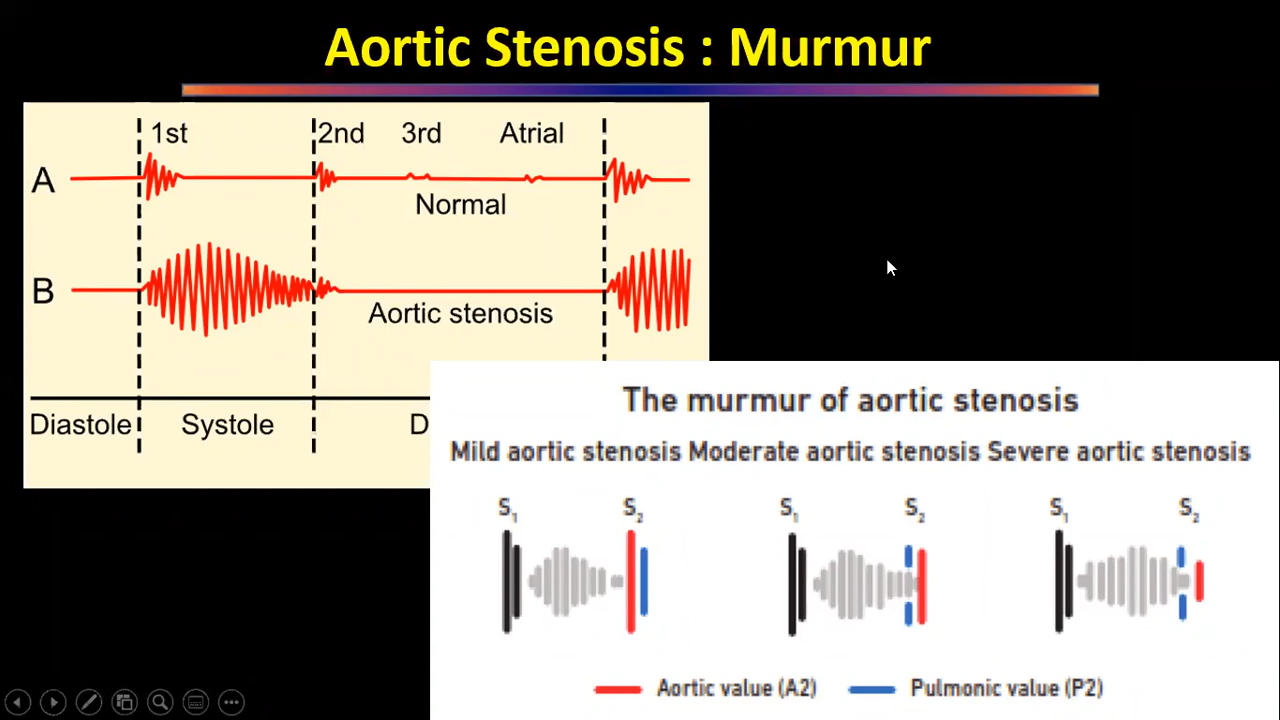 Aortic Stenosis : Murmur
1st 2nd 3rd Atrial
A
Normal
B
Aortic stenosis
Diastole Systole D
The murmur of aortic stenosis
Mild aortic stenosis Moderate aortic stenosis Severe aortic stenosis
S1 S2 S1 S2 S1 S2
Aortic value (A2) Pulmonic value (P2)